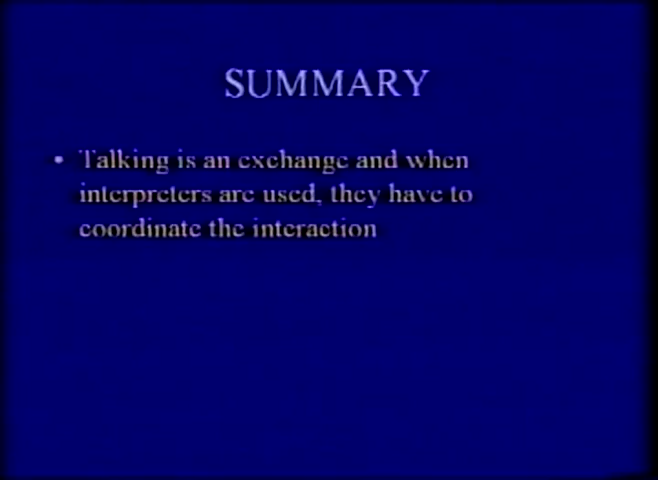 SUMMARY
• Talking is an exchange and when
interpreters are used, they have to
coordinate the interaction